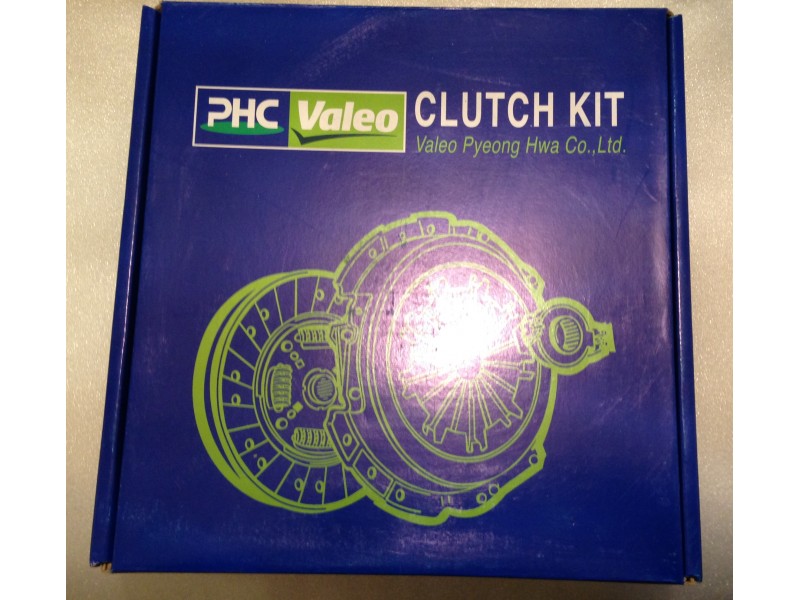 PHC Valeo CLUTCH KIT
Valeo Pyeong Hwa Co.,Ltd.